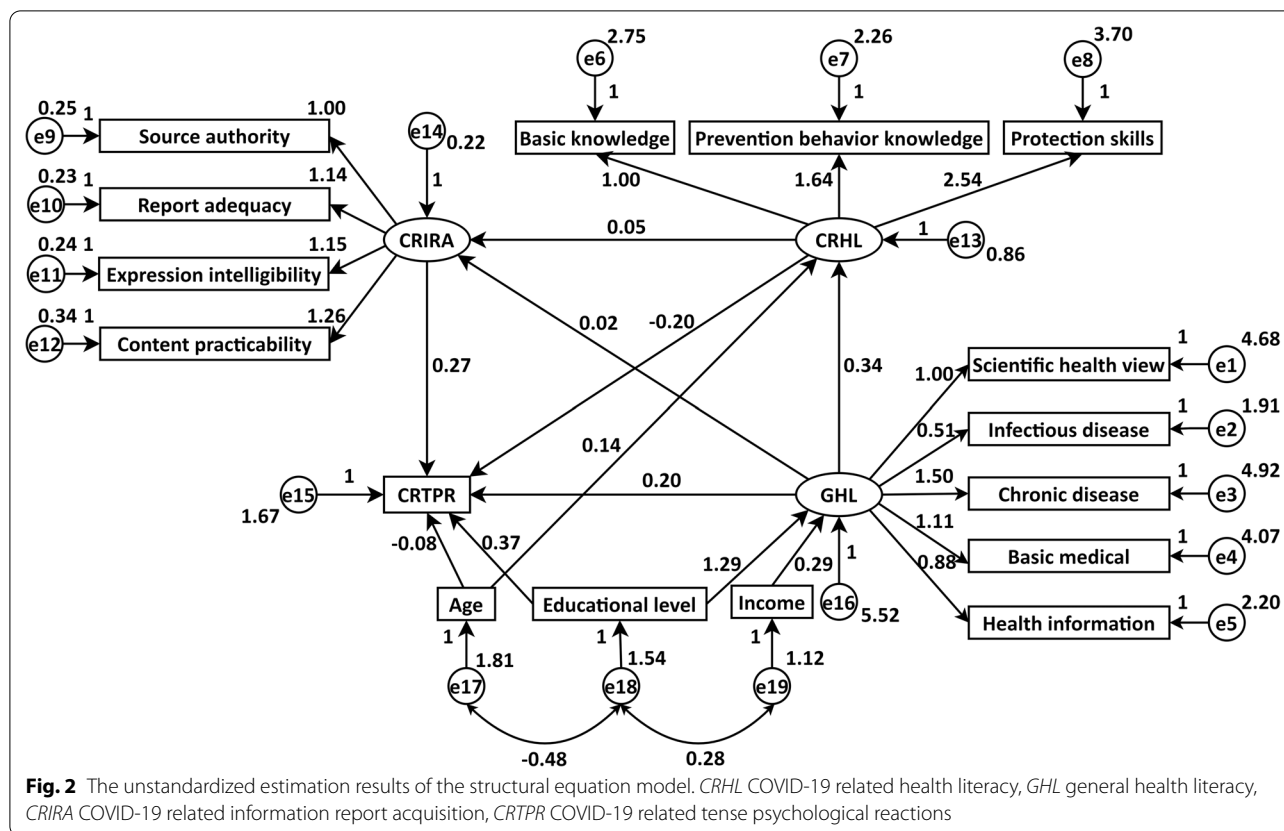 2.75
2.26
3.70
e6
e7
e8
1
1
1
0.25
1
1.00
e9
Source authority
e14
0.22
1
Basic knowledge
Prevention behavior knowledge
Protection skills
0.23
1
1.14
e10
Report adequacy
1.00
1.64
2.54
CRIRA
0.05
CRHL
1
e13
0.86
0.24
1
1.15
e11
Expression intelligibility
0.34
1
1.26
e12
Content practicability
0.02
-0.20
0.27
0.34
1
4.68
Scientific health view
e1
1.00
1
1.91
0.51
Infectious disease
e2
0.14
1
4.92
1.50
Chronic disease
e3
1
e15
1.67
CRTPR
0.20
GHL
1.11
1
4.07
Basic medical
e4
-0.08
0.37
1.29
0.29
1
0.88
1
2.20
Age
Educational level
Income
e16
5.52
Health information
e5
1
1.81
1
1.54
1
1.12
e17
e18
e19
-0.48
0.28
Fig. 2 The unstandardized estimation results of the structural equation model. CRHL COVID-19 related health literacy, GHL general health literacy,
CRIRA COVID-19 related information report acquisition, CRTPR COVID-19 related tense psychological reactions